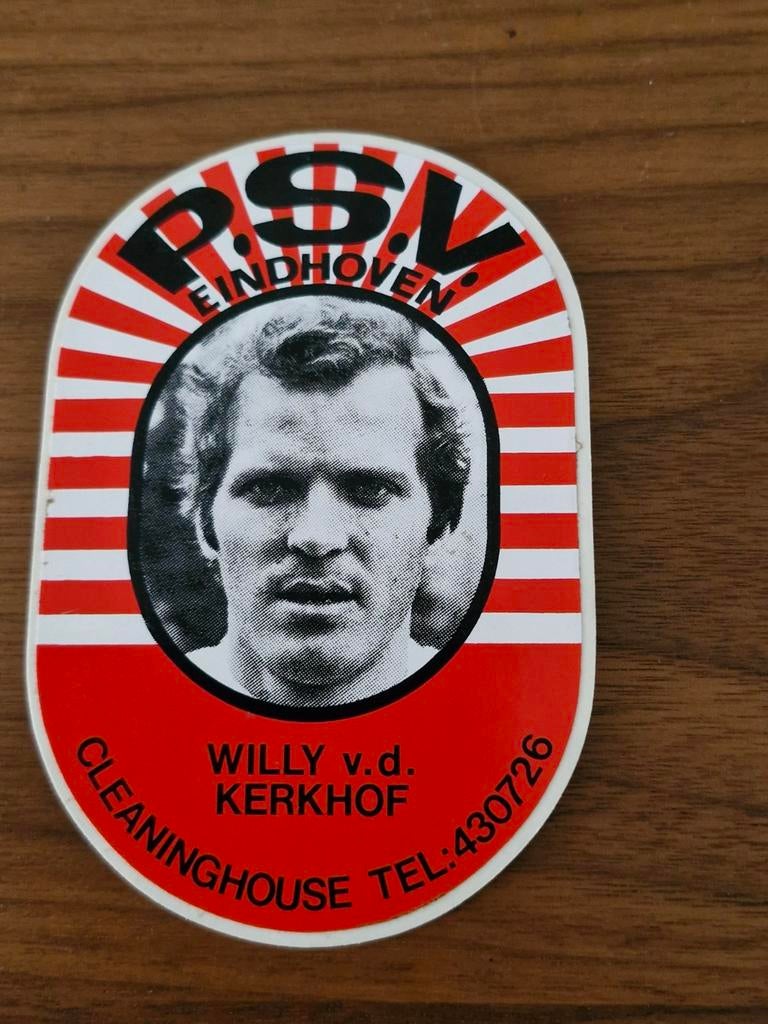 P.S.V.
EINDHOVEN
WILLY v.d.
KERKHOF
CLEANINGHOUSE TEL:430726